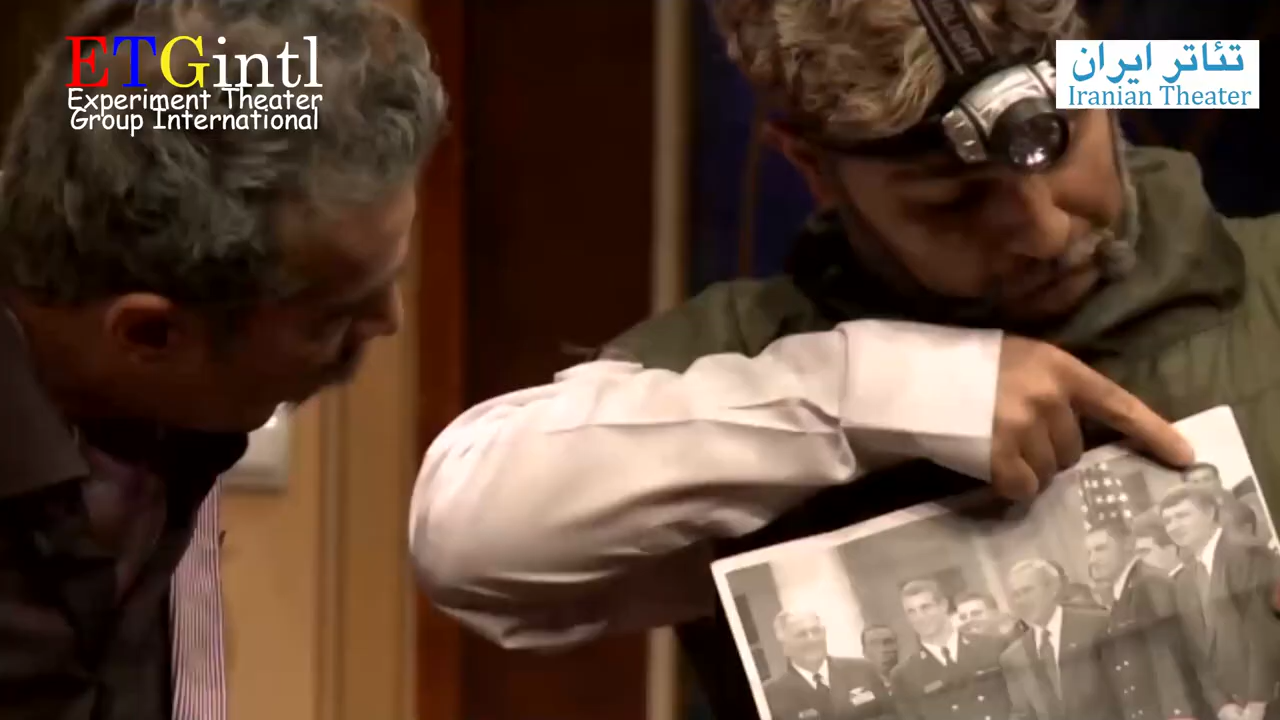 ETGintl
Experiment Theater
Group International
تئاتر ایران
Iranian Theater